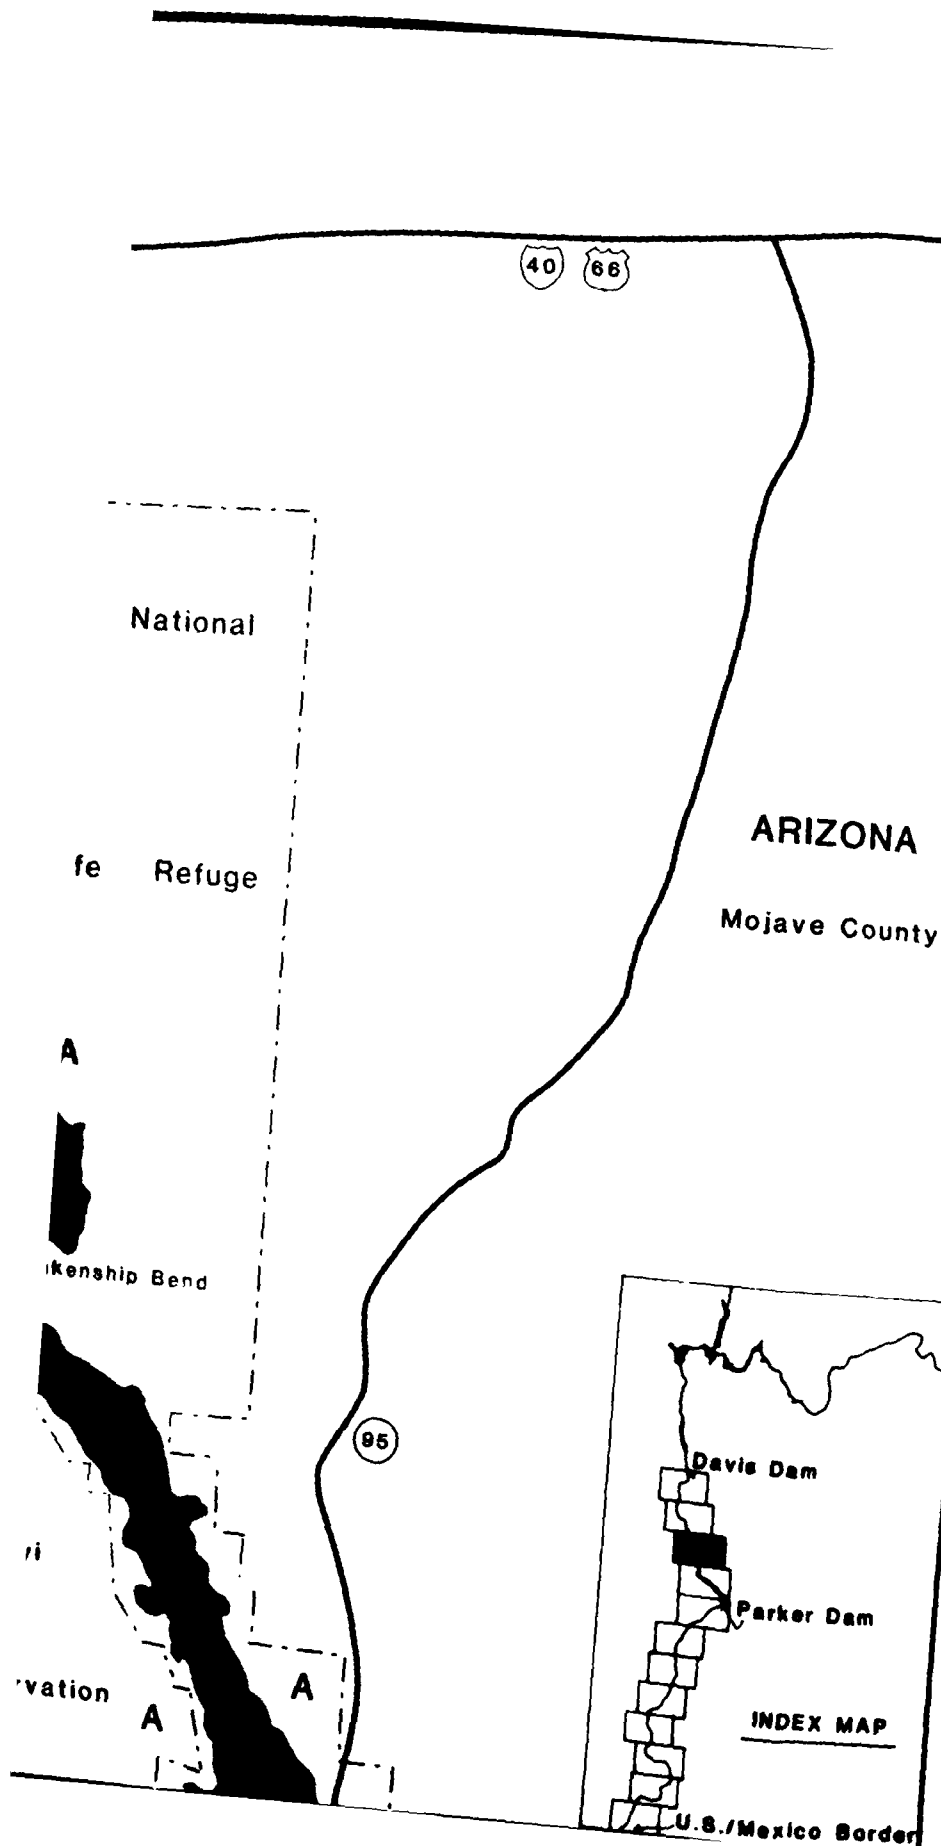 40 66
National
fe Refuge
ARIZONA
Mojave County
A
kenship Bend
95
Davis Dam
Parker Dam
vation
A
A
INDEX MAP
U.S./Mexico Border